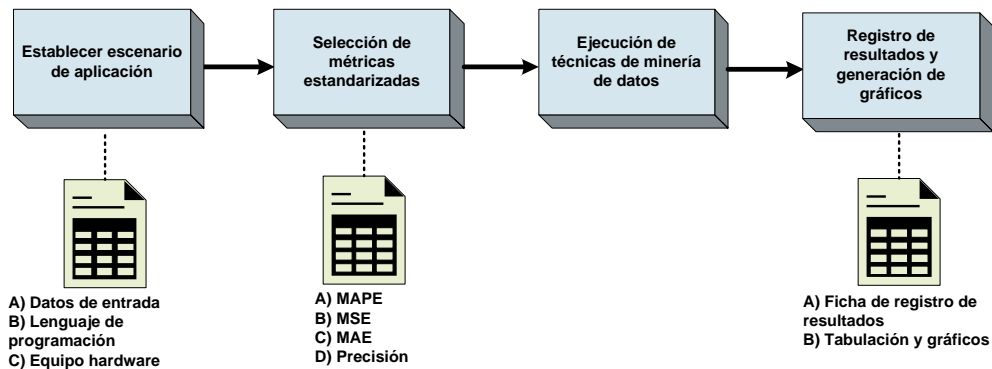 Establecer escenario
de aplicación
Selección de
métricas
estandarizadas
Ejecución de
técnicas de minería
de datos
Registro de
resultados y
generación de
gráficos
A) Datos de entrada
B) Lenguaje de
programación
C) Equipo hardware
A) MAPE
B) MSE
C) MAE
D) Precisión
A) Ficha de registro de
resultados
B) Tabulación y gráficos